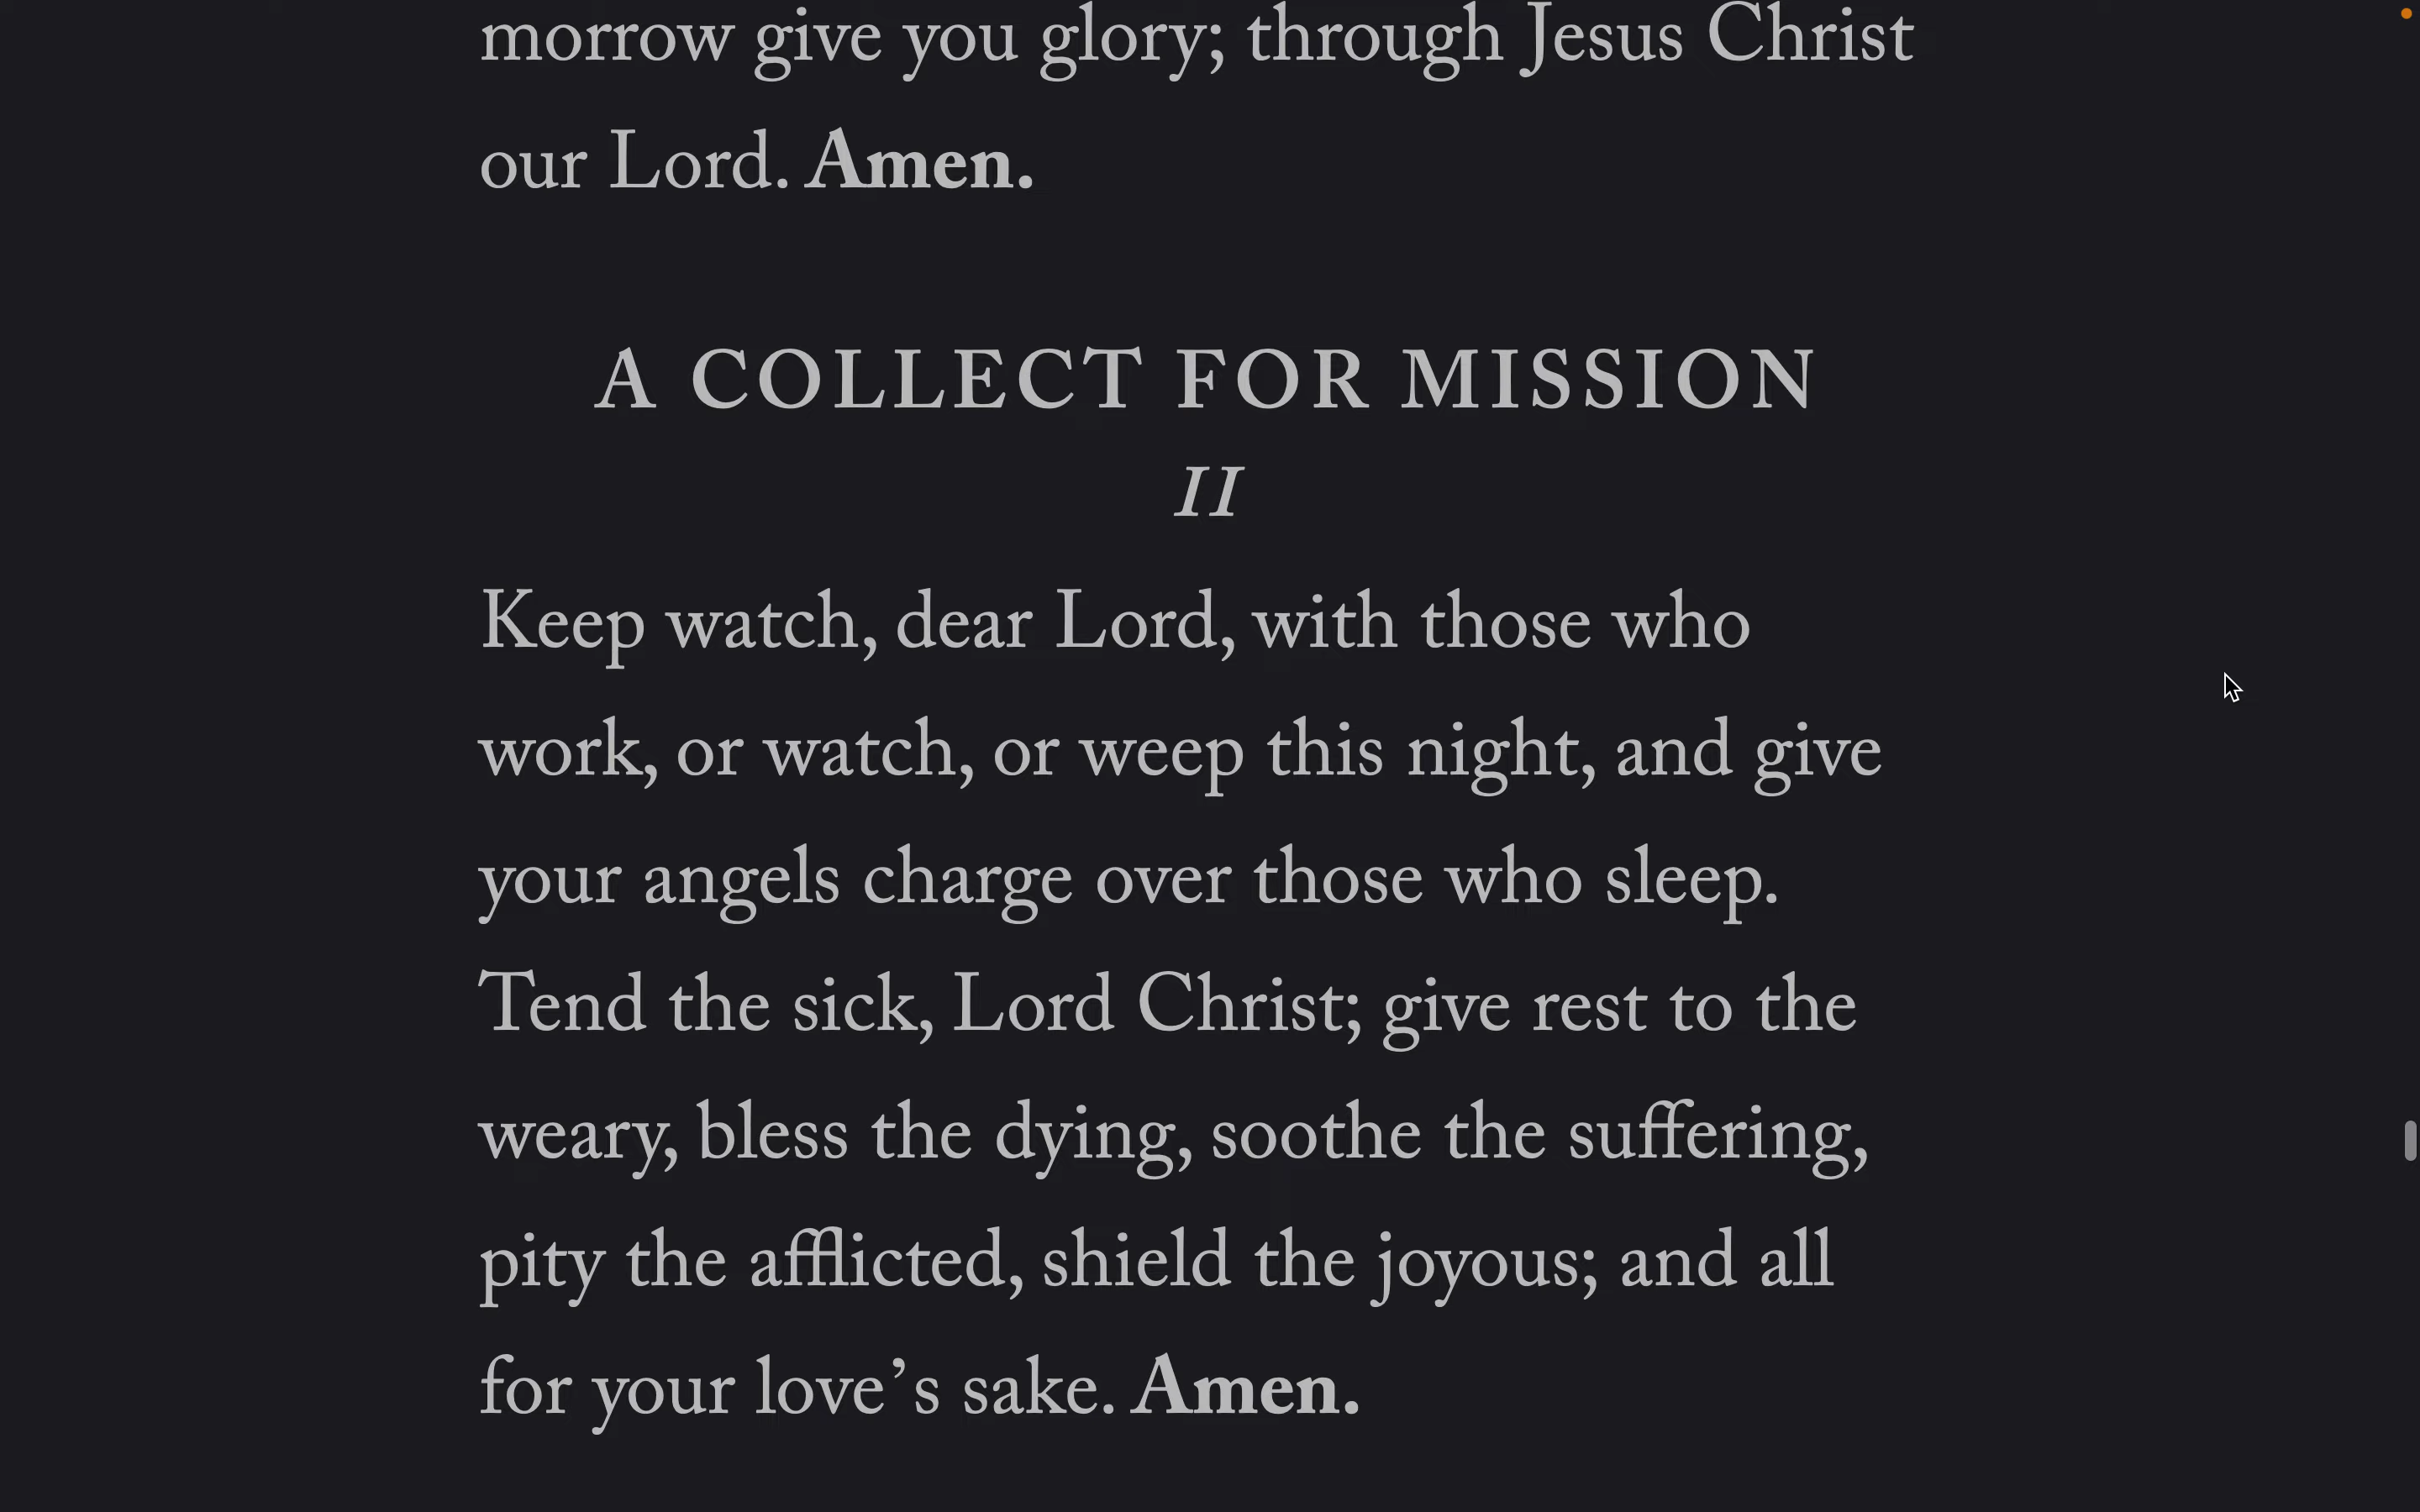 morrow give you glory; through Jesus Christ
our Lord. Amen.
A COLLECT FOR MISSION
II
Keep watch, dear Lord, with those who
work, or watch, or weep this night, and give
your angels charge over those who sleep.
Tend the sick, Lord Christ; give rest to the
weary, bless the dying, soothe the suffering,
pity the afflicted, shield the joyous; and all
for your love’s sake. Amen.